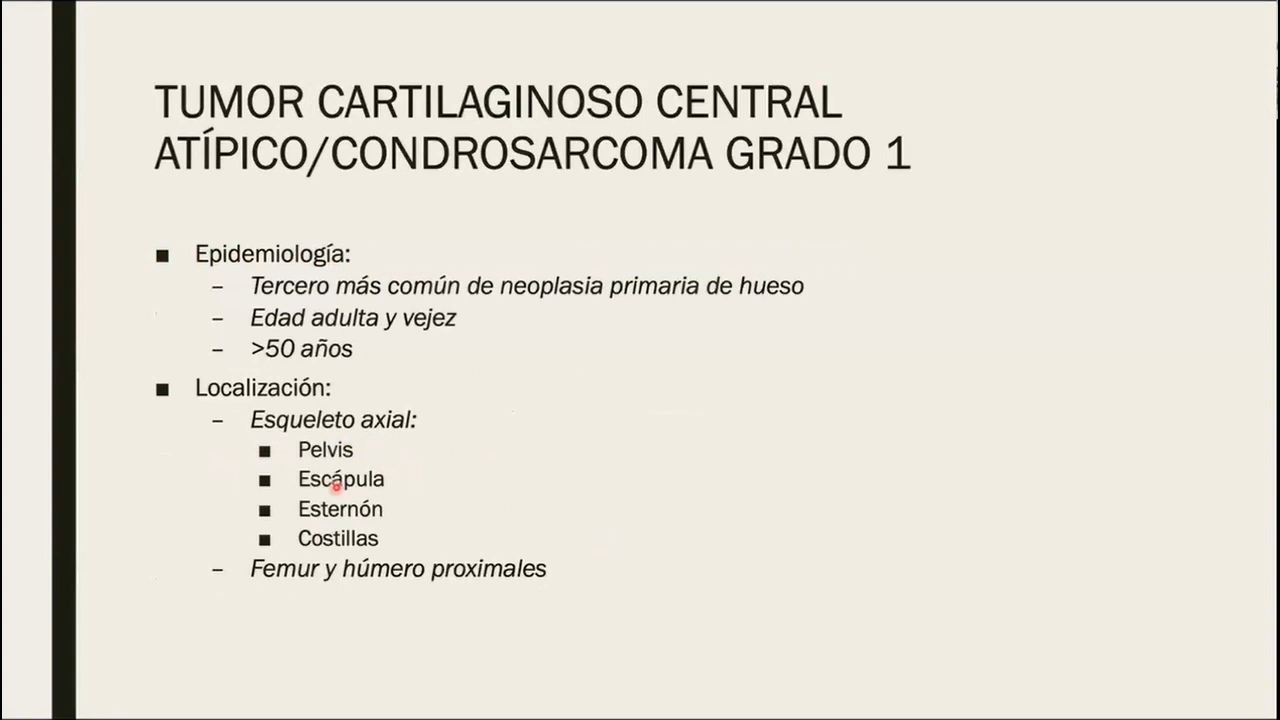 TUMOR CARTILAGINOSO CENTRAL
ATÍPICO/CONDROSARCOMA GRADO 1
■ Epidemiología:
– Tercero más común de neoplasia primaria de hueso
– Edad adulta y vejez
– >50 años
■ Localización:
– Esqueleto axial:
■ Pelvis
■ Escápula
■ Esternón
■ Costillas
– Femur y húmero proximales